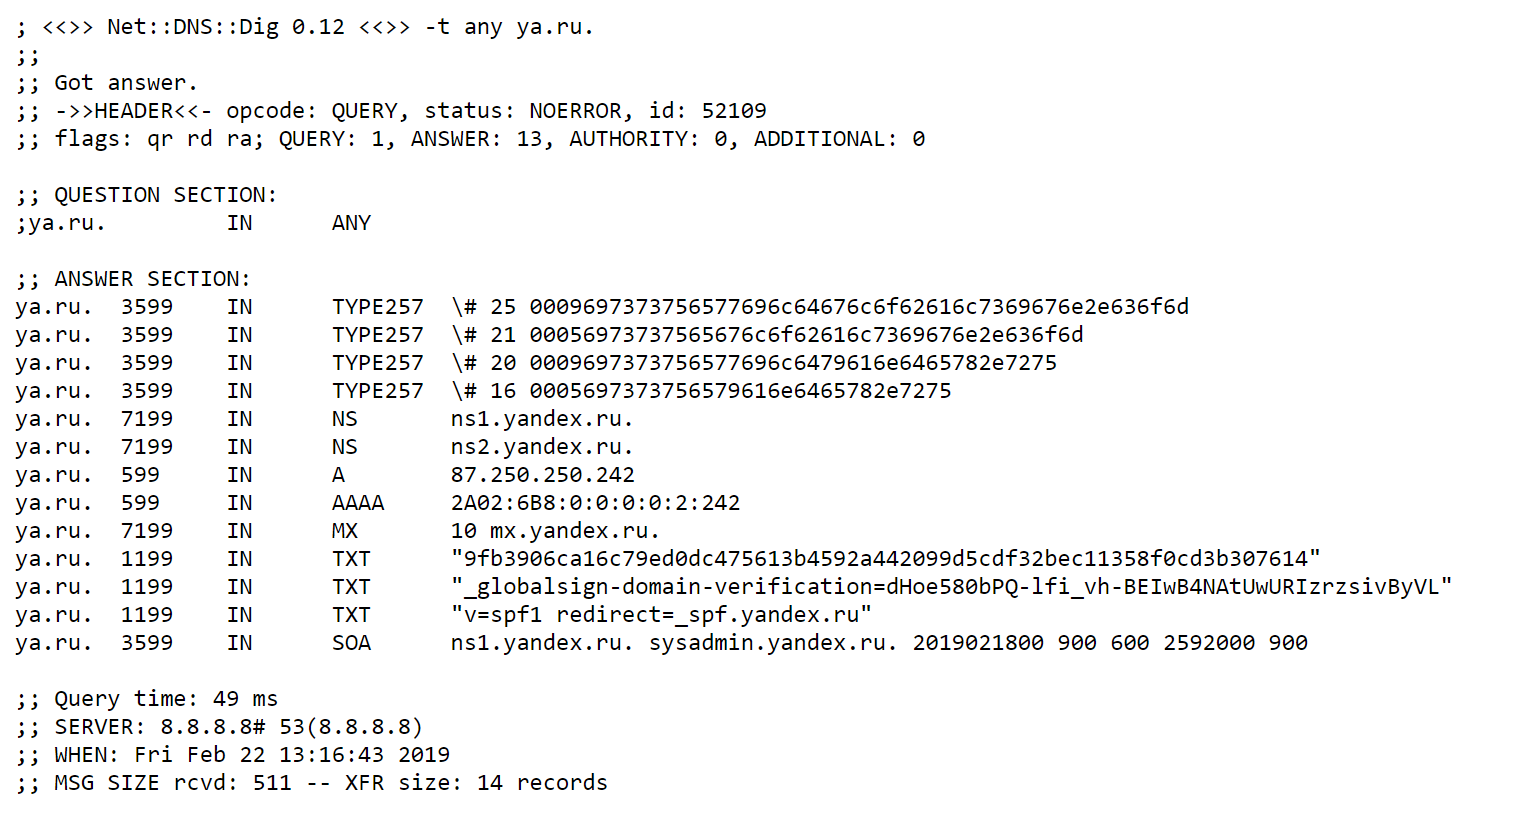 ; <<>> Net::DNS::Dig 0.12 <<>> -t any ya.ru.
;;
;; Got answer.
;; ->>HEADER<<- opcode: QUERY, status: NOERROR, id: 52109
;; flags: qr rd ra; QUERY: 1, ANSWER: 13, AUTHORITY: 0, ADDITIONAL: 0
;; QUESTION SECTION:
;ya.ru. IN ANY
;; ANSWER SECTION:
ya.ru. 3599 IN TYPE257 \# 25 0009697373756577696c64676c6f62616c7369676e2e636f6d
ya.ru. 3599 IN TYPE257 \# 21 00056973737565676c6f62616c7369676e2e636f6d
ya.ru. 3599 IN TYPE257 \# 20 0009697373756577696c6479616e6465782e7275
ya.ru. 3599 IN TYPE257 \# 16 0005697373756579616e6465782e7275
ya.ru. 7199 IN NS ns1.yandex.ru.
ya.ru. 7199 IN NS ns2.yandex.ru.
ya.ru. 599 IN A 87.250.250.242
ya.ru. 599 IN AAAA 2A02:6B8:0:0:0:0:2:242
ya.ru. 7199 IN MX 10 mx.yandex.ru.
ya.ru. 1199 IN TXT "9fb3906ca16c79ed0dc475613b4592a442099d5cdf32bec11358f0cd3b307614"
ya.ru. 1199 IN TXT "_globalsign-domain-verification=dHoe580bPQ-lfi_vh-BEIwB4NAtUwURIzrzsivByVL"
ya.ru. 1199 IN TXT "v=spf1 redirect=_spf.yandex.ru"
ya.ru. 3599 IN SOA ns1.yandex.ru. sysadmin.yandex.ru. 2019021800 900 600 2592000 900
;; Query time: 49 ms
;; SERVER: 8.8.8.8# 53(8.8.8.8)
;; WHEN: Fri Feb 22 13:16:43 2019
;; MSG SIZE rcvd: 511 -- XFR size: 14 records